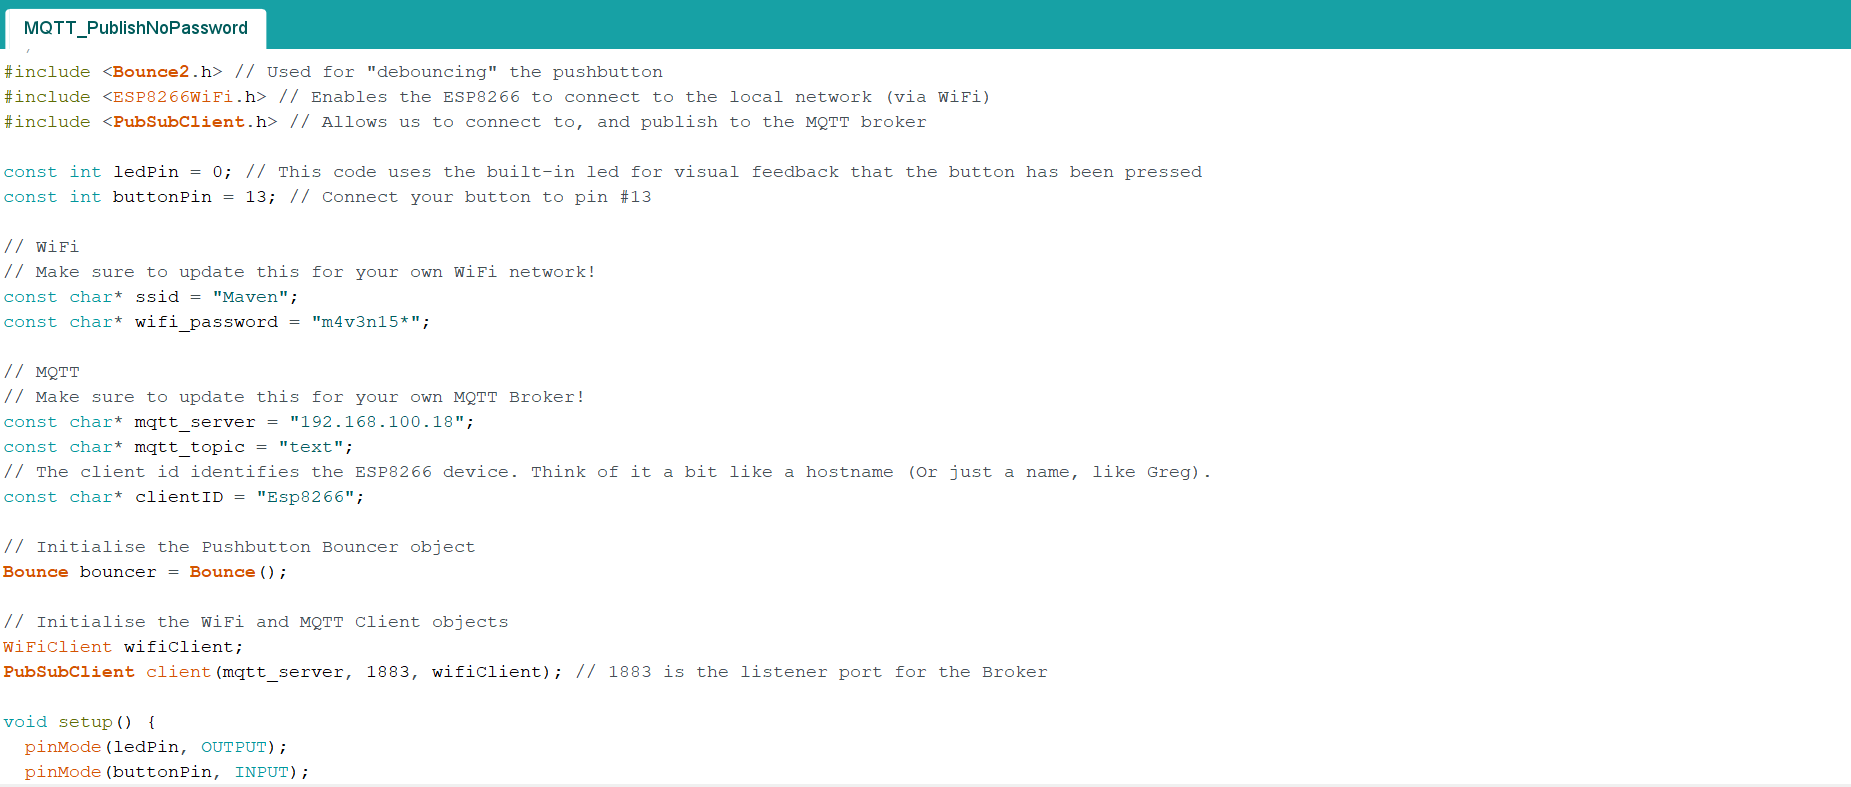 MQTT_PublishNoPassword
#include <Bounce2.h> // Used for "debouncing" the pushbutton
#include <ESP8266WiFi.h> // Enables the ESP8266 to connect to the local network (via WiFi)
#include <PubSubClient.h> // Allows us to connect to, and publish to the MQTT broker
const int ledPin = 0; // This code uses the built-in led for visual feedback that the button has been pressed
const int buttonPin = 13; // Connect your button to pin #13
// WiFi
// Make sure to update this for your own WiFi network!
const char* ssid = "Maven";
const char* wifi_password = "m4v3n15*";
// MQTT
// Make sure to update this for your own MQTT Broker!
const char* mqtt_server = "192.168.100.18";
const char* mqtt_topic = "text";
// The client id identifies the ESP8266 device. Think of it a bit like a hostname (Or just a name, like Greg).
const char* clientID = "Esp8266";
// Initialise the Pushbutton Bouncer object
Bounce bouncer = Bounce();
// Initialise the WiFi and MQTT Client objects
WiFiClient wifiClient;
PubSubClient client(mqtt_server, 1883, wifiClient); // 1883 is the listener port for the Broker
void setup() {
  pinMode(ledPin, OUTPUT);
  pinMode(buttonPin, INPUT);